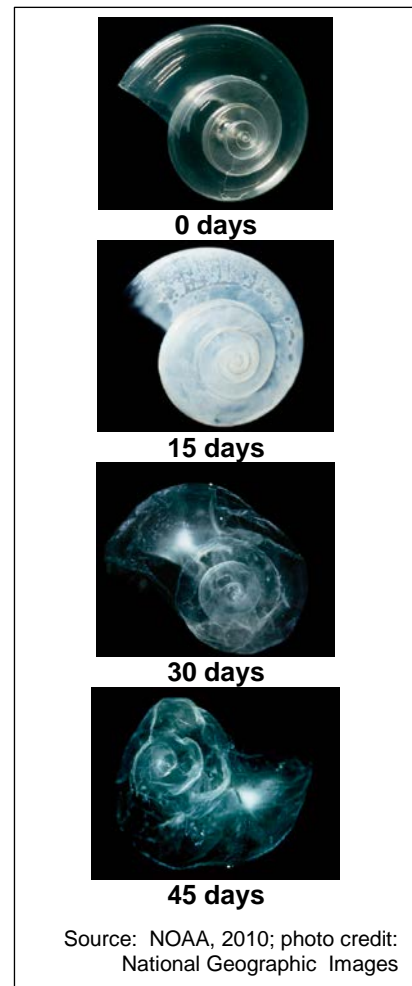 0 days
15 days
30 days
45 days
Source: NOAA, 2010; photo credit:
National Geographic Images